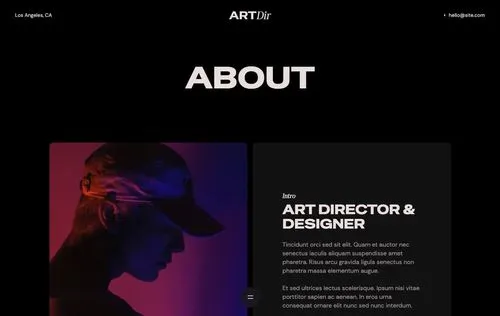 Los Angeles, CA
ARTDir
hello@site.com
ABOUT
Intro
ART DIRECTOR &
DESIGNER
Tincidunt orci sed sit elit. Quam et auctor nec
senectus iaculis aliquam suspendisse amet
pharetra. Risus arcu gravida ligula senectus non
pharetra massa elementum augue.
Et sed ultrices lectus scelerisque. Ipsum nisi vitae
porttitor sapien ac aenean. In eros urna
consequat ornare elit nunc sed nunc interdum.